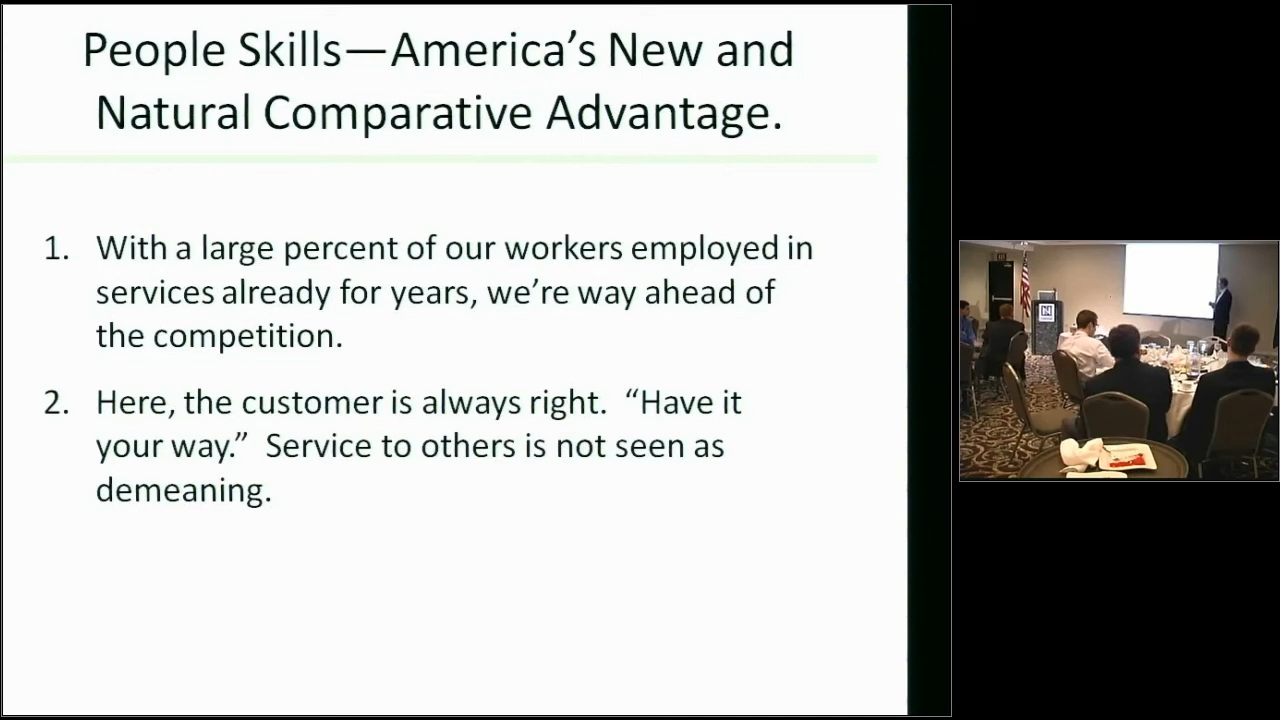 People Skills—America’s New and
Natural Comparative Advantage.
1. With a large percent of our workers employed in
services already for years, we’re way ahead of
the competition.
2. Here, the customer is always right.  “Have it
your way.”  Service to others is not seen as
demeaning.
N